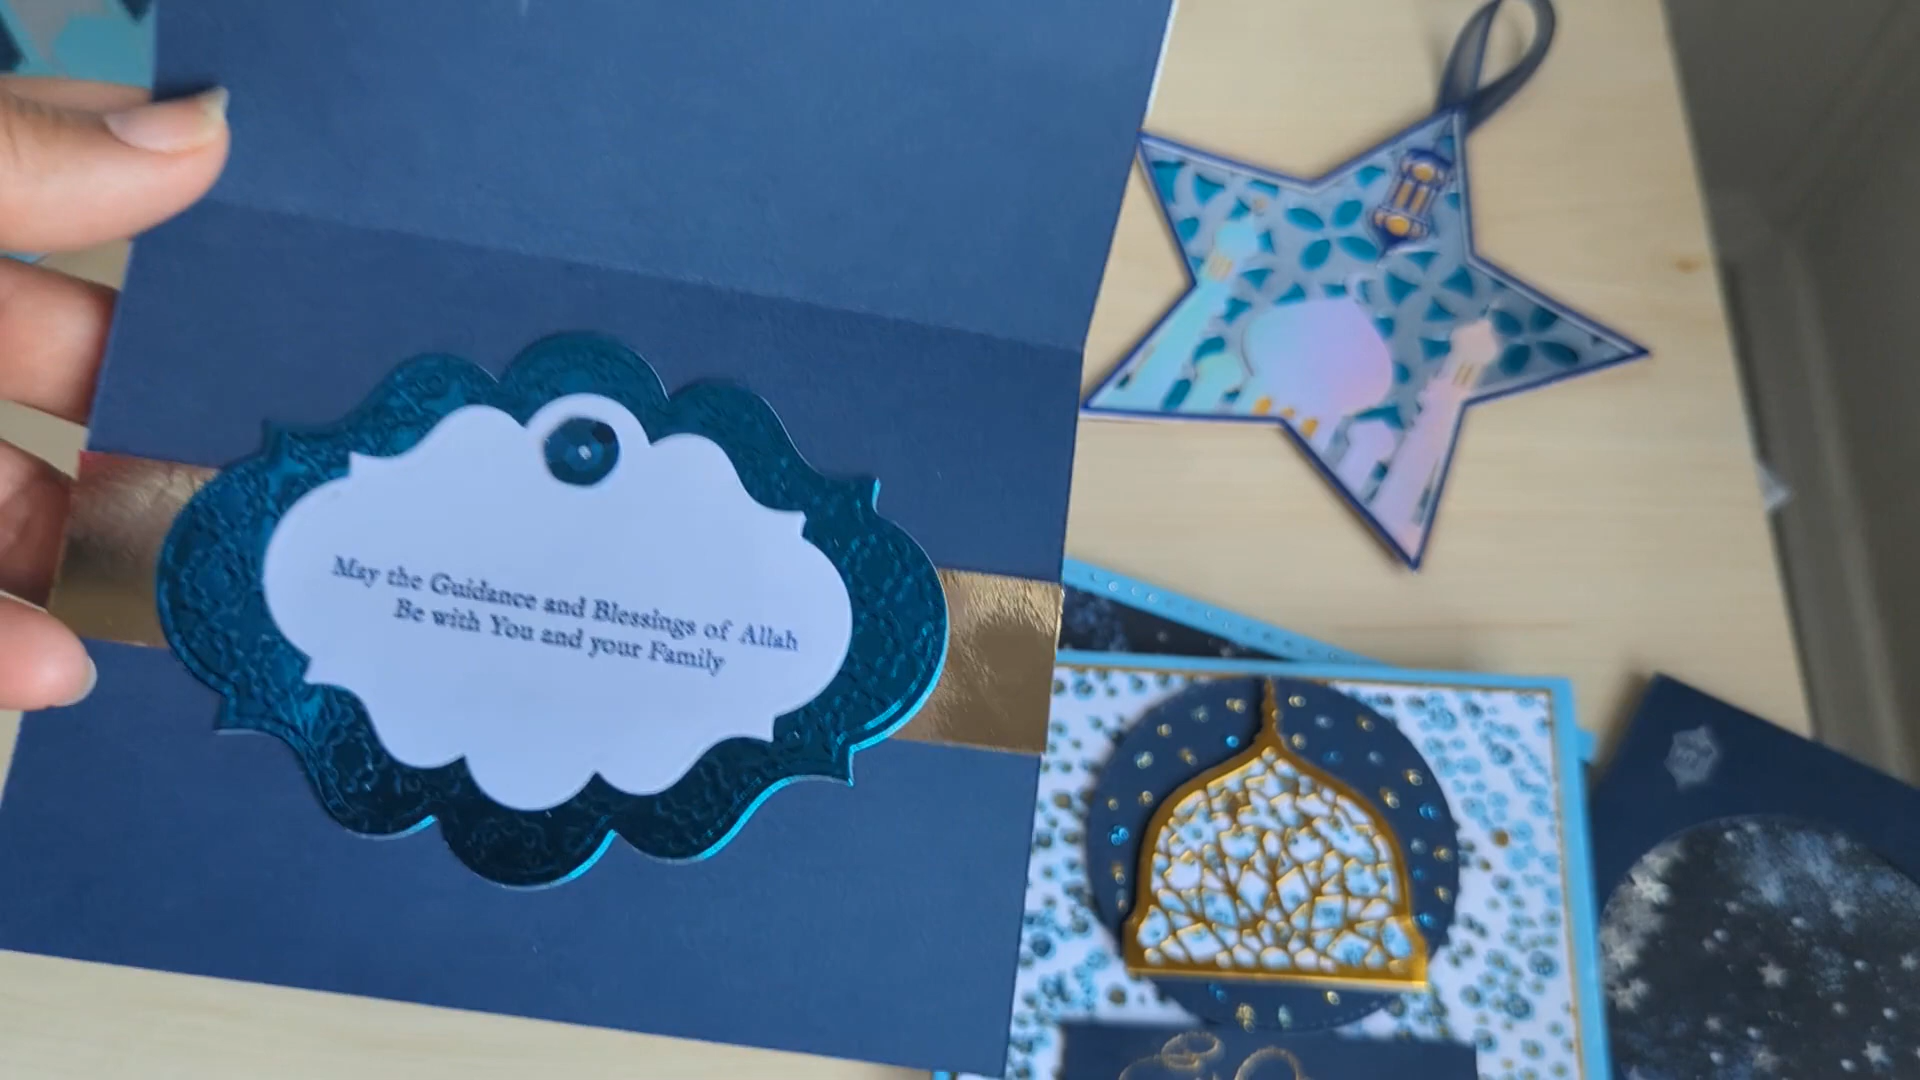 May the Guidance and Blessings of Allah
Be with You and your Family